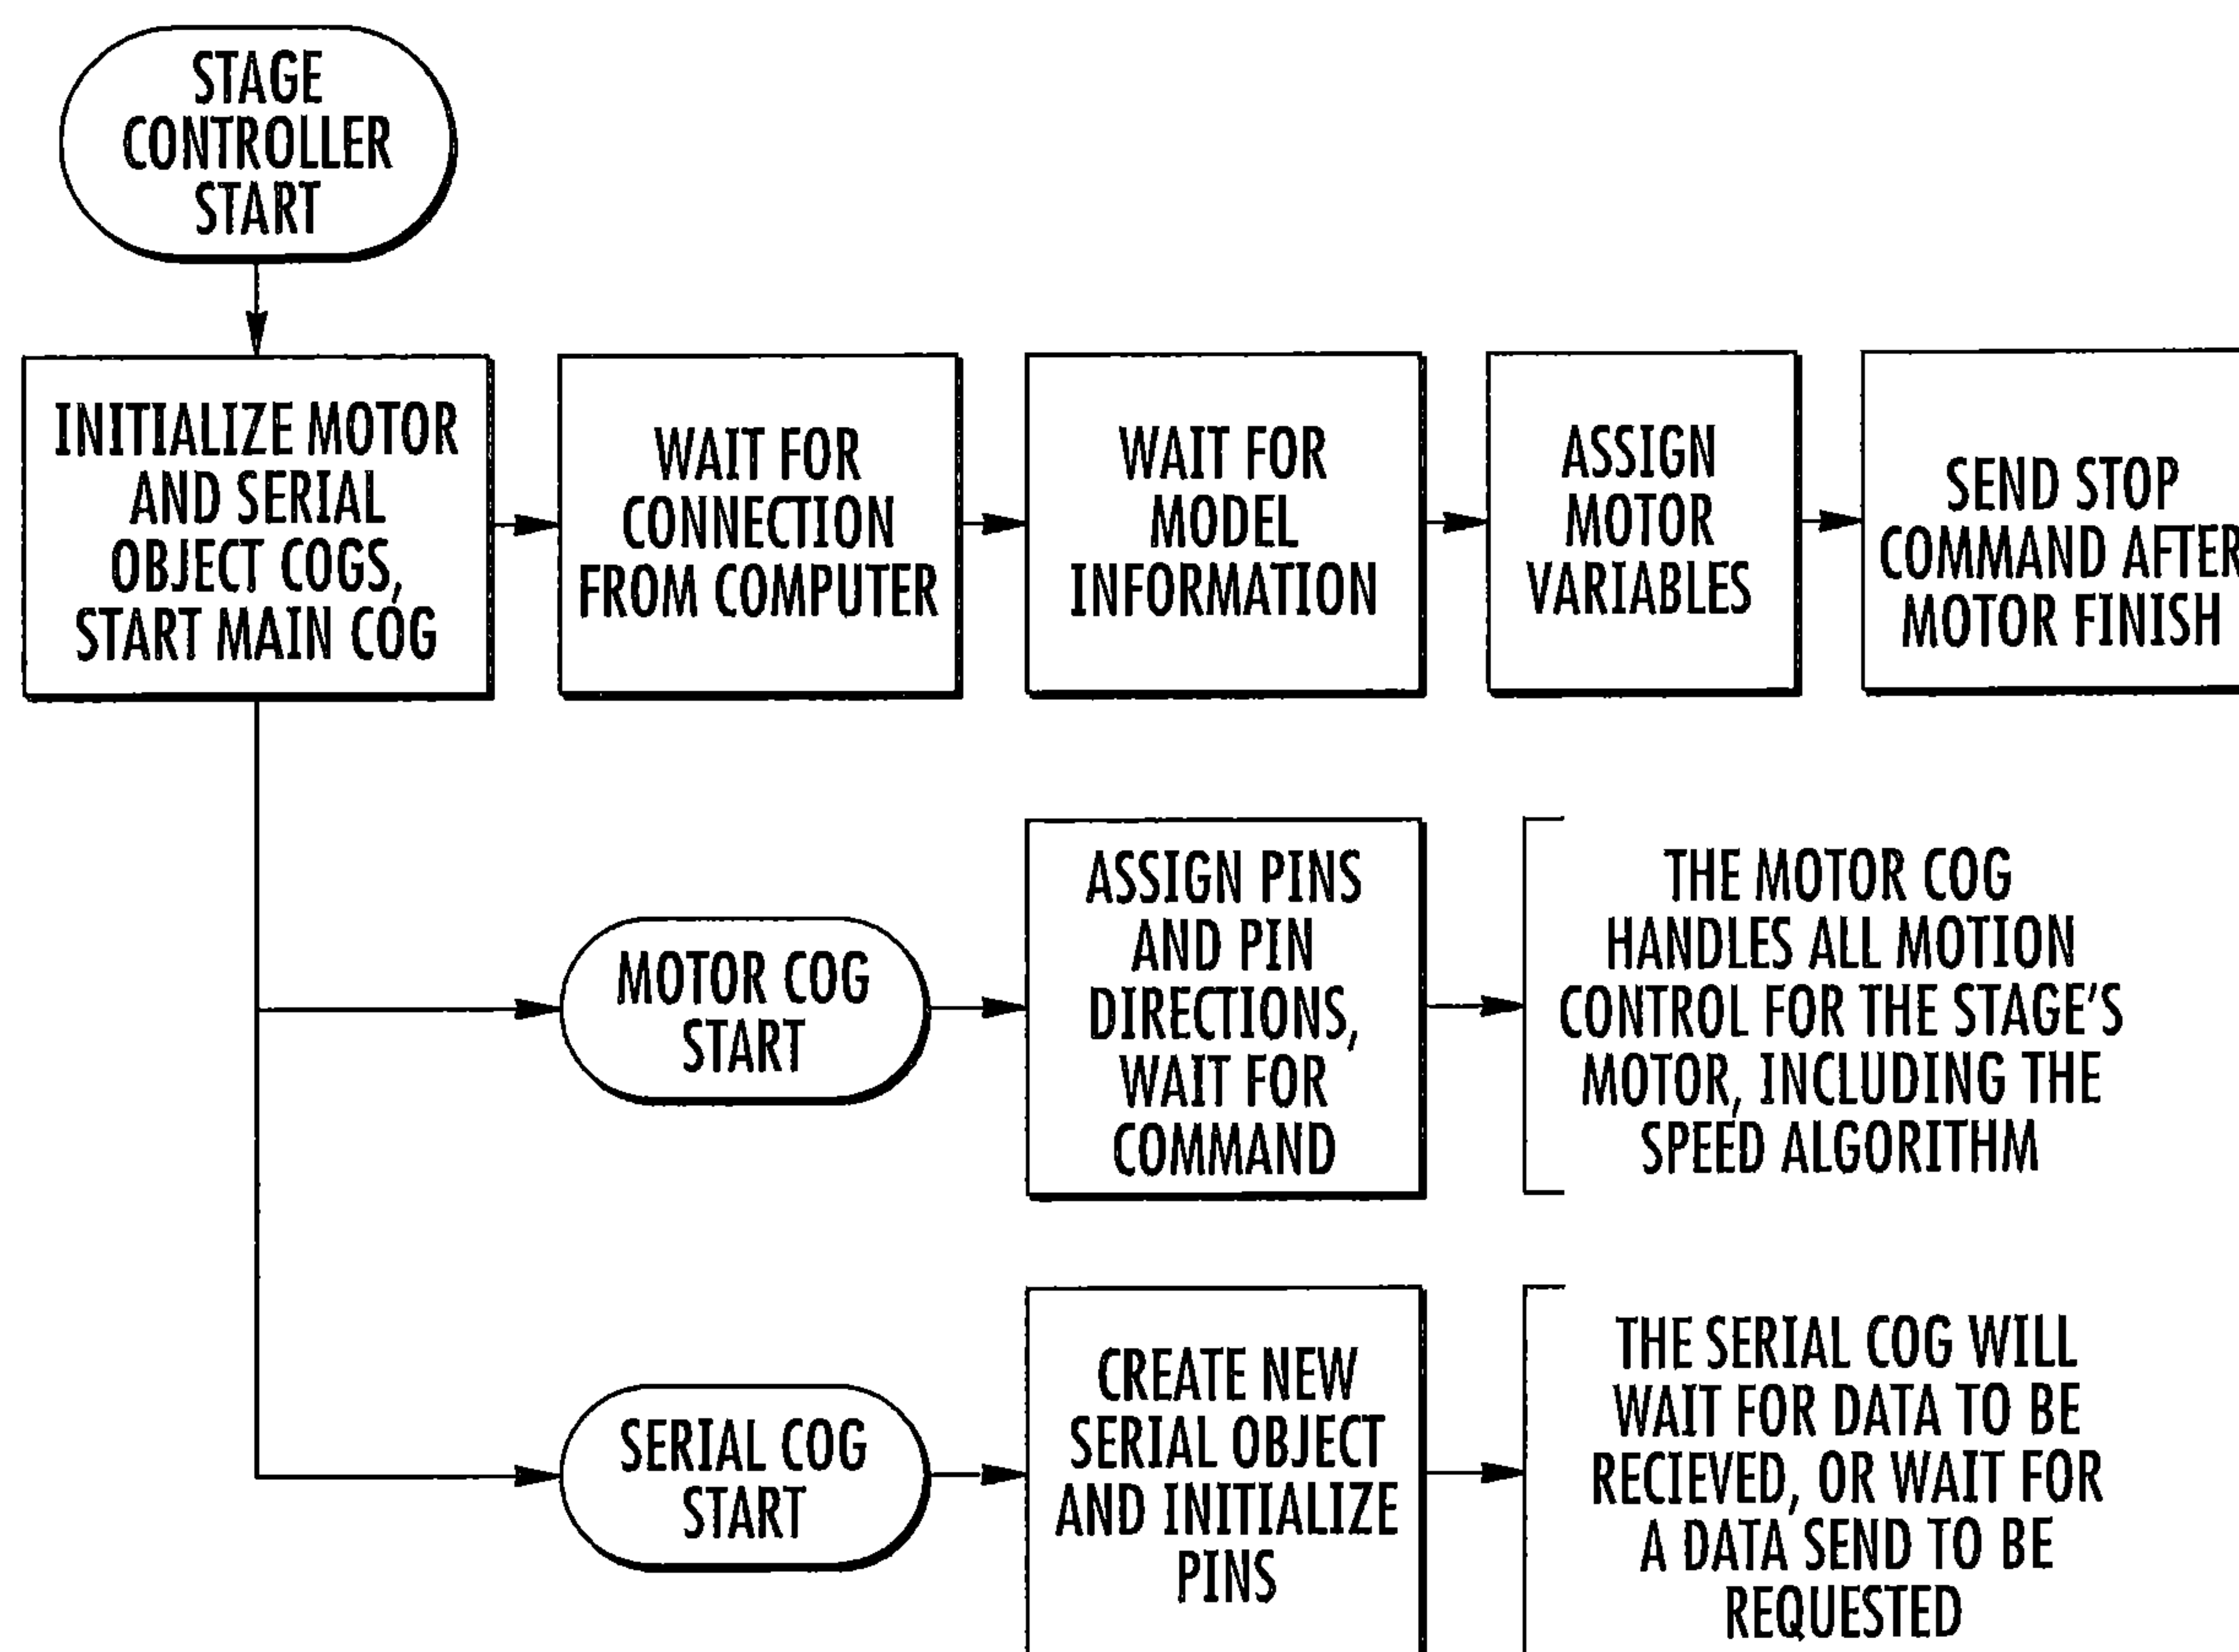 STAGE
CONTROLLER
START
INITIALIZE MOTOR
AND SERIAL
OBJECT COGS,
START MAIN COG
WAIT FOR
CONNECTION
FROM COMPUTER
WAIT FOR
MODEL
INFORMATION
ASSIGN
MOTOR
VARIABLES
SEND STOP
COMMAND AFTER
MOTOR FINISH
MOTOR COG
START
ASSIGN PINS
AND PIN
DIRECTIONS,
WAIT FOR
COMMAND
THE MOTOR COG
HANDLES ALL MOTION
CONTROL FOR THE STAGE'S
MOTOR, INCLUDING THE
SPEED ALGORITHM
SERIAL COG
START
CREATE NEW
SERIAL OBJECT
AND INITIALIZE
PINS
THE SERIAL COG WILL
WAIT FOR DATA TO BE
RECIEVED, OR WAIT FOR
A DATA SEND TO BE
REQUESTED